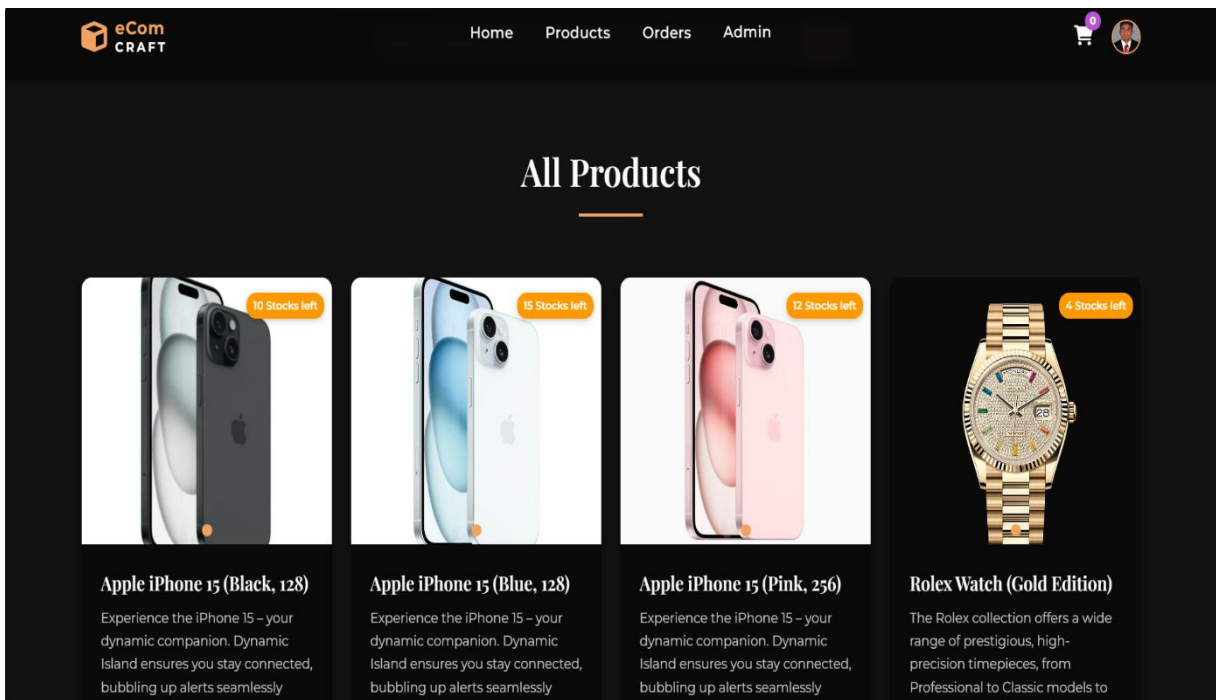 eCom
CRAFT
Home Products Orders Admin
0
All Products
10 Stocks left
15 Stocks left
12 Stocks left
4 Stocks left
28
Apple iPhone 15 (Black, 128)
Experience the iPhone 15 – your
dynamic companion. Dynamic
Island ensures you stay connected,
bubbling up alerts seamlessly
Apple iPhone 15 (Blue, 128)
Experience the iPhone 15 – your
dynamic companion. Dynamic
Island ensures you stay connected,
bubbling up alerts seamlessly
Apple iPhone 15 (Pink, 256)
Experience the iPhone 15 – your
dynamic companion. Dynamic
Island ensures you stay connected,
bubbling up alerts seamlessly
Rolex Watch (Gold Edition)
The Rolex collection offers a wide
range of prestigious, high-
precision timepieces, from
Professional to Classic models to